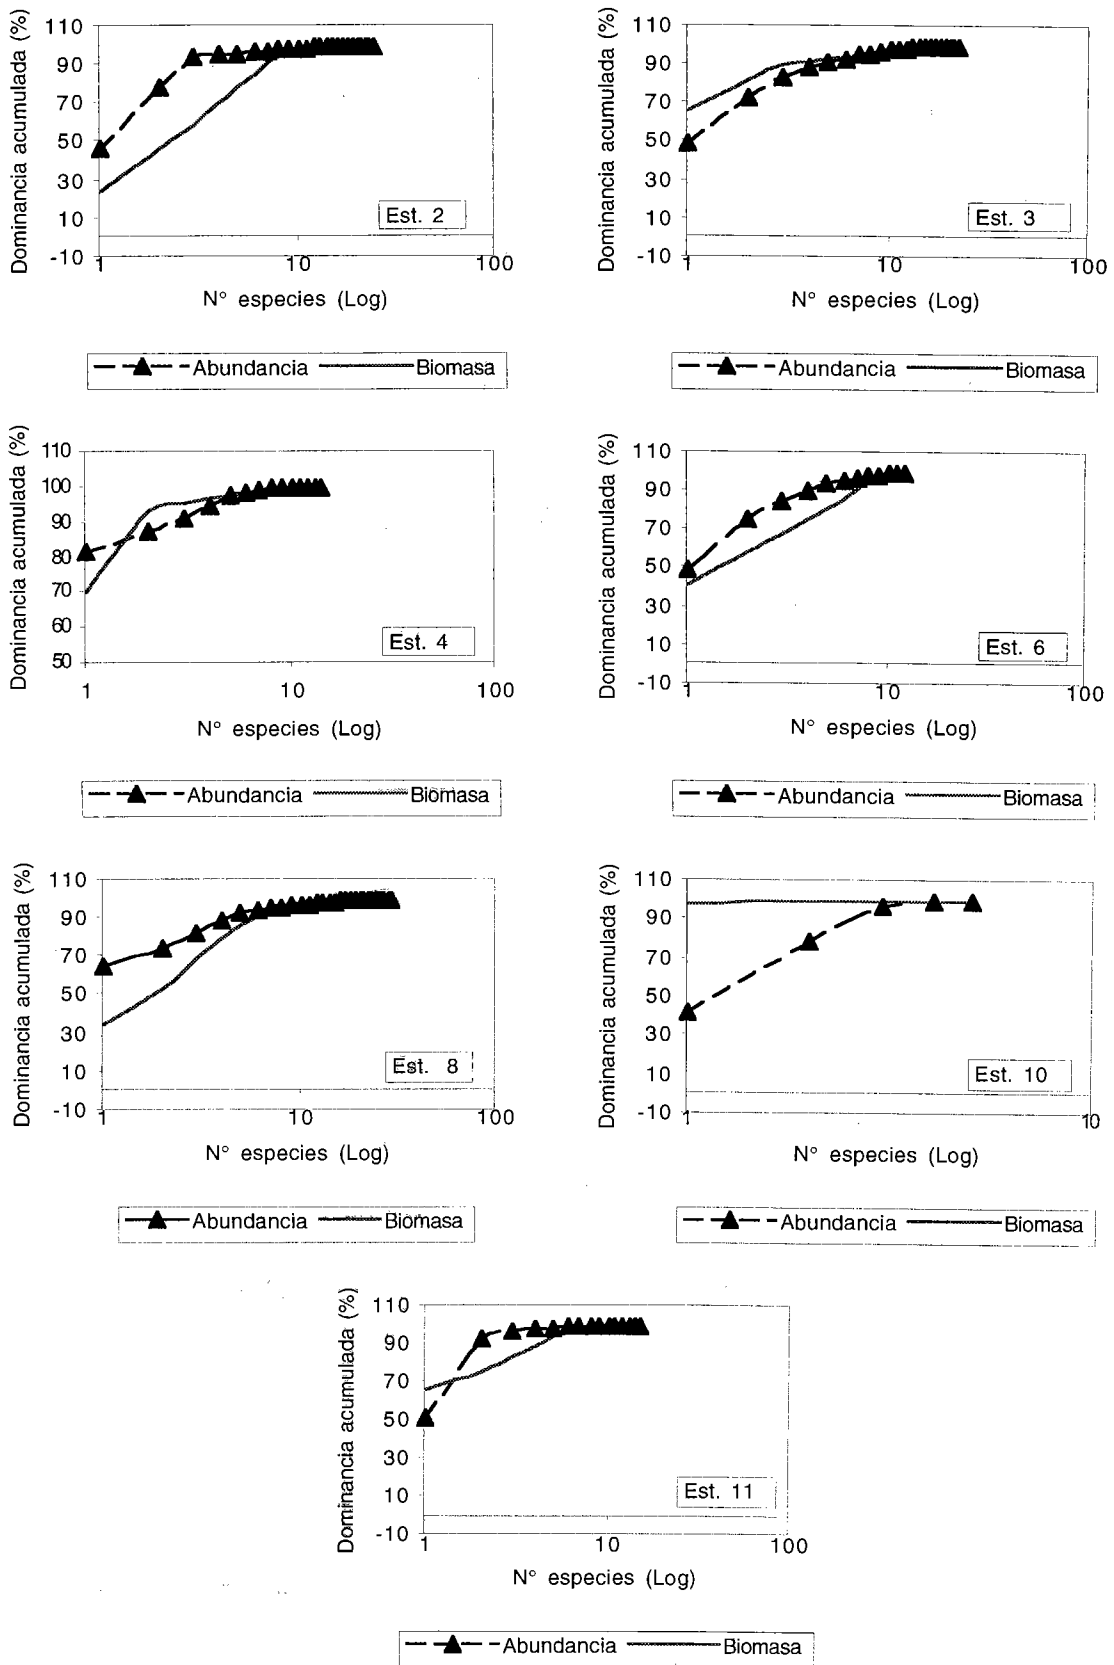 Dominancia acumulada (%)
110
90
70
50
30
10
-10
1
10
100
Est. 2
N° especies (Log)
Abundancia
Biomasa
Dominancia acumulada (%)
110
90
70
50
30
10
-10
1
10
100
Est. 3
N° especies (Log)
Abundancia
Biomasa
Dominancia acumulada (%)
110
100
90
80
70
60
50
1
10
100
Est. 4
N° especies (Log)
Abundancia
Biomasa
Dominancia acumulada (%)
110
90
70
50
30
10
-10
1
10
100
Est. 6
N° especies (Log)
Abundancia
Biomasa
Dominancia acumulada (%)
110
90
70
50
30
10
-10
1
10
100
Est. 8
N° especies (Log)
Abundancia
Biomasa
Dominancia acumulada (%)
110
90
70
50
30
10
-10
1
10
Est. 10
N° especies (Log)
Abundancia
Biomasa
Dominancia acumulada (%)
110
90
70
50
30
10
-10
1
10
100
Est. 11
N° especies (Log)
Abundancia
Biomasa